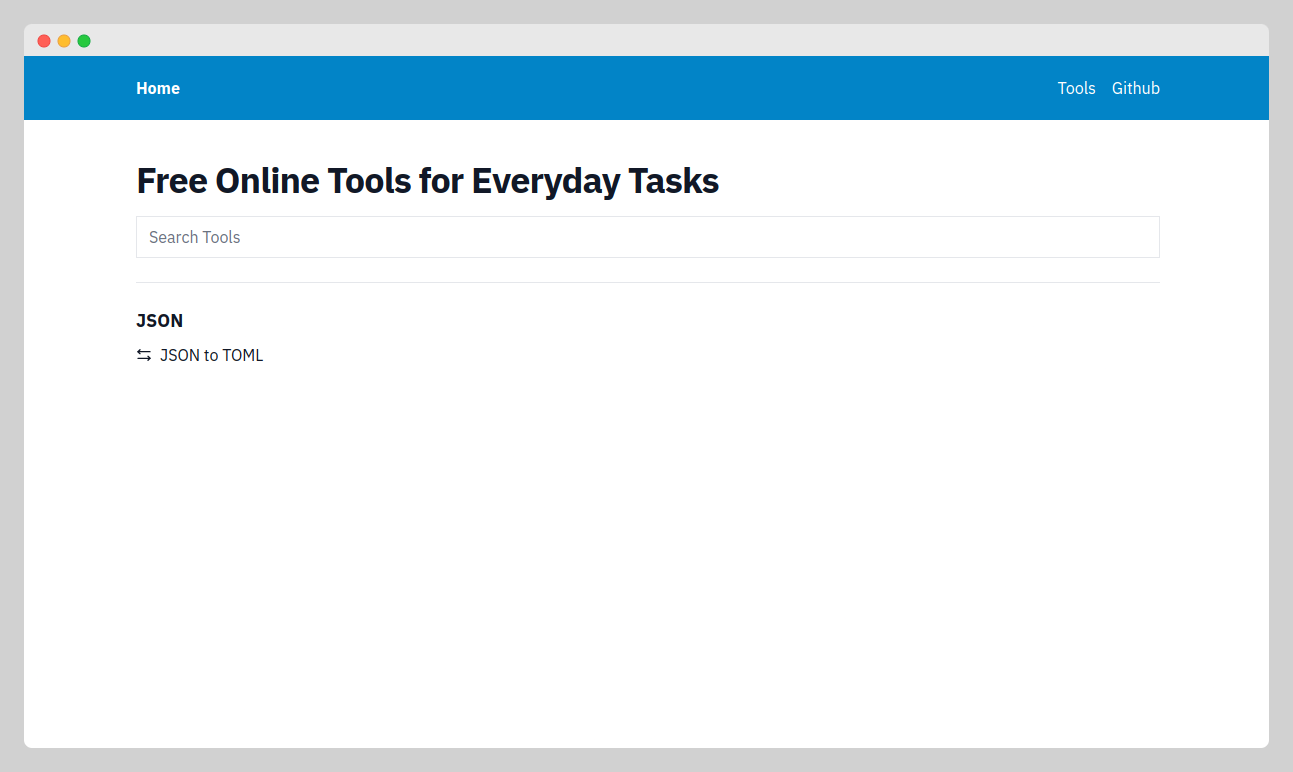 Home Tools Github
Free Online Tools for Everyday Tasks
Search Tools
JSON
JSON to TOML